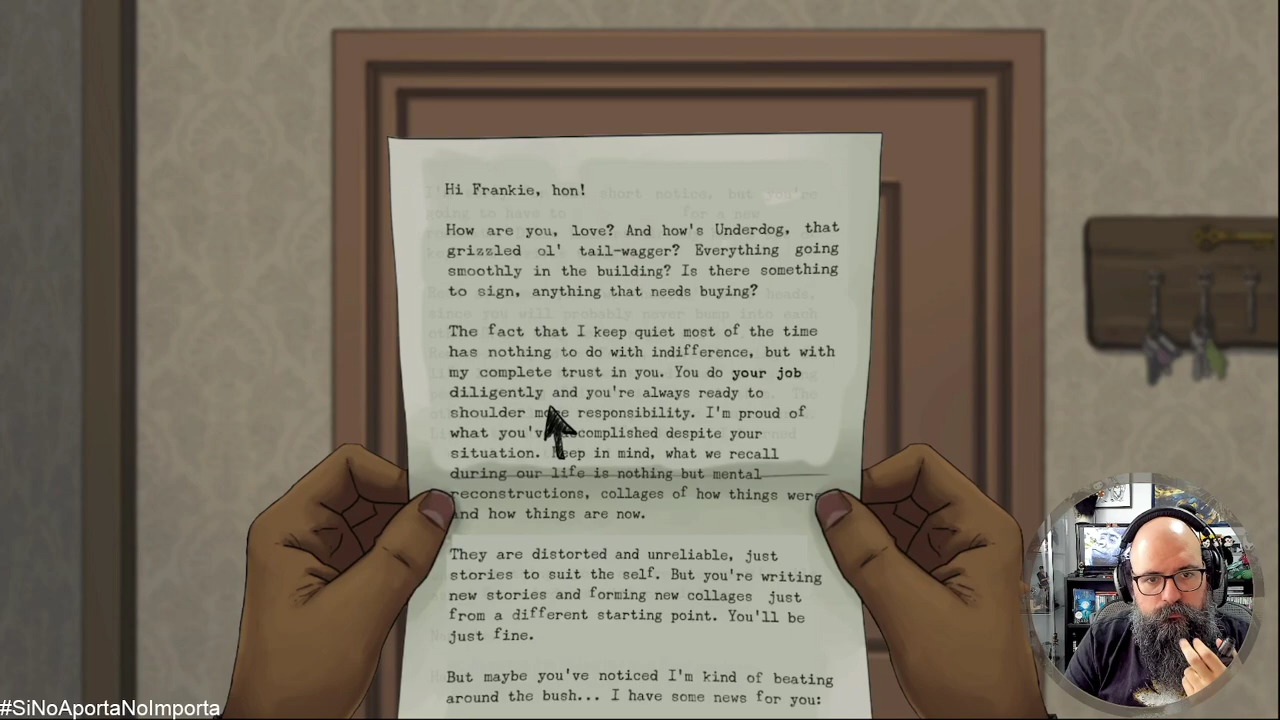 Hi Frankie, hon!
How are you, love? And how's Underdog, that
grizzled ol' tail-wagger? Everything going
smoothly in the building? Is there something
to sign, anything that needs buying?
The fact that I keep quiet most of the time
has nothing to do with indifference, but with
my complete trust in you. You do your job
diligently and you're always ready to
shoulder more responsibility. I'm proud of
what you've accomplished despite your
situation. Keep in mind, what we recall
during our life is nothing but mental
reconstructions, collages of how things were
and how things are now.
They are distorted and unreliable, just
stories to suit the self. But you're writing
new stories and forming new collages just
from a different starting point. You'll be
just fine.
But maybe you've noticed I'm kind of beating
around the bush... I have some news for you:
#SiNoAportaNoImporta